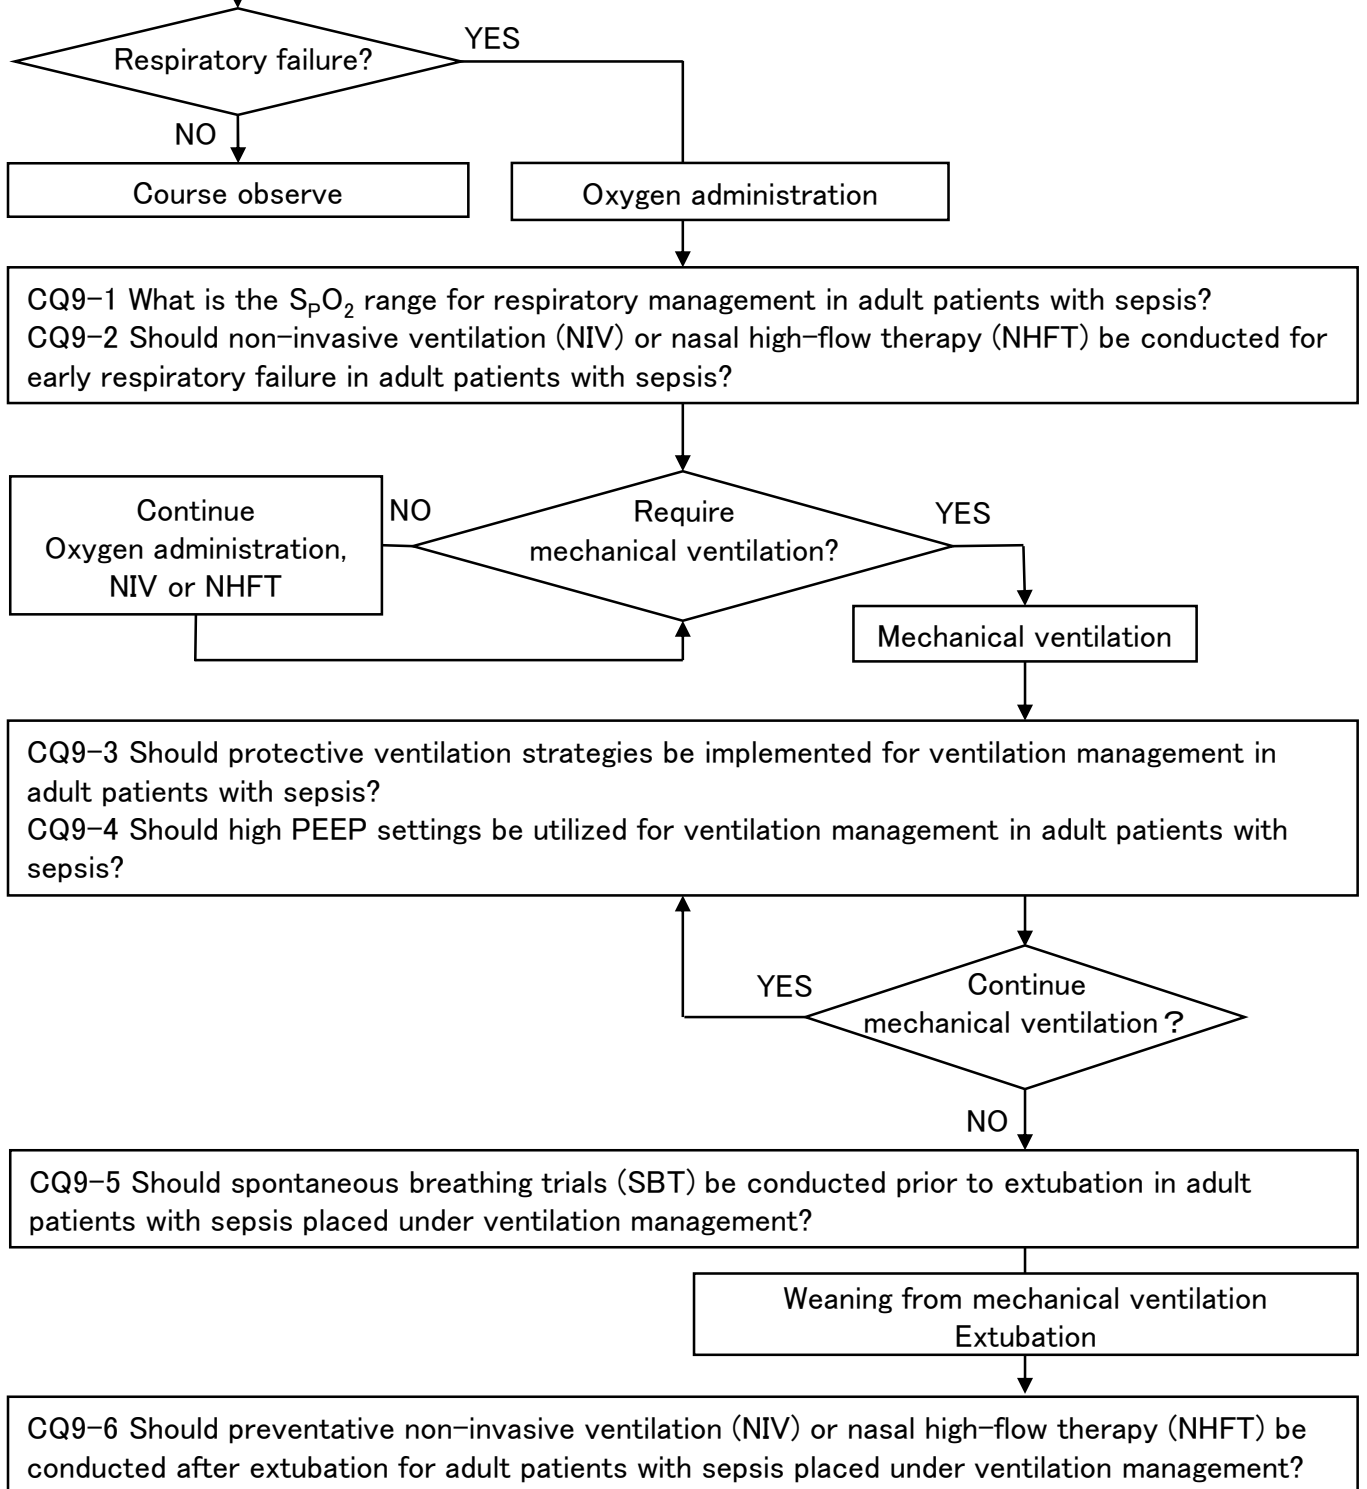 Respiratory failure?
YES
NO
Course observe
Oxygen administration
CQ9-1 What is the SPO2 range for respiratory management in adult patients with sepsis?
CQ9-2 Should non-invasive ventilation (NIV) or nasal high-flow therapy (NHFT) be conducted for
early respiratory failure in adult patients with sepsis?
Continue
Oxygen administration,
NIV or NHFT
NO
Require
mechanical ventilation?
YES
Mechanical ventilation
CQ9-3 Should protective ventilation strategies be implemented for ventilation management in
adult patients with sepsis?
CQ9-4 Should high PEEP settings be utilized for ventilation management in adult patients with
sepsis?
YES
Continue
mechanical ventilation？
NO
CQ9-5 Should spontaneous breathing trials (SBT) be conducted prior to extubation in adult
patients with sepsis placed under ventilation management?
Weaning from mechanical ventilation
Extubation
CQ9-6 Should preventative non-invasive ventilation (NIV) or nasal high-flow therapy (NHFT) be
conducted after extubation for adult patients with sepsis placed under ventilation management?